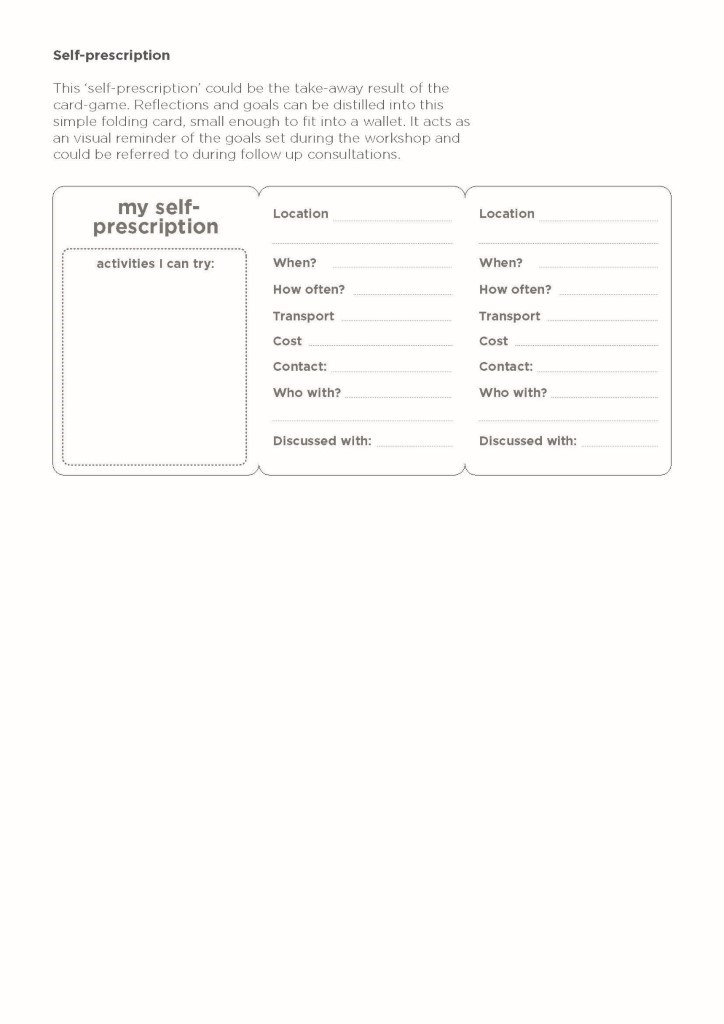 Self-prescription
This ‘self-prescription’ could be the take-away result of the
card-game. Reflections and goals can be distilled into this
simple folding card, small enough to fit into a wallet. It acts as
an visual reminder of the goals set during the workshop and
could be referred to during follow up consultations.
my self-
prescription
activities I can try:
Location
When?
How often?
Transport
Cost
Contact:
Who with?
Discussed with:
Location
When?
How often?
Transport
Cost
Contact:
Who with?
Discussed with: